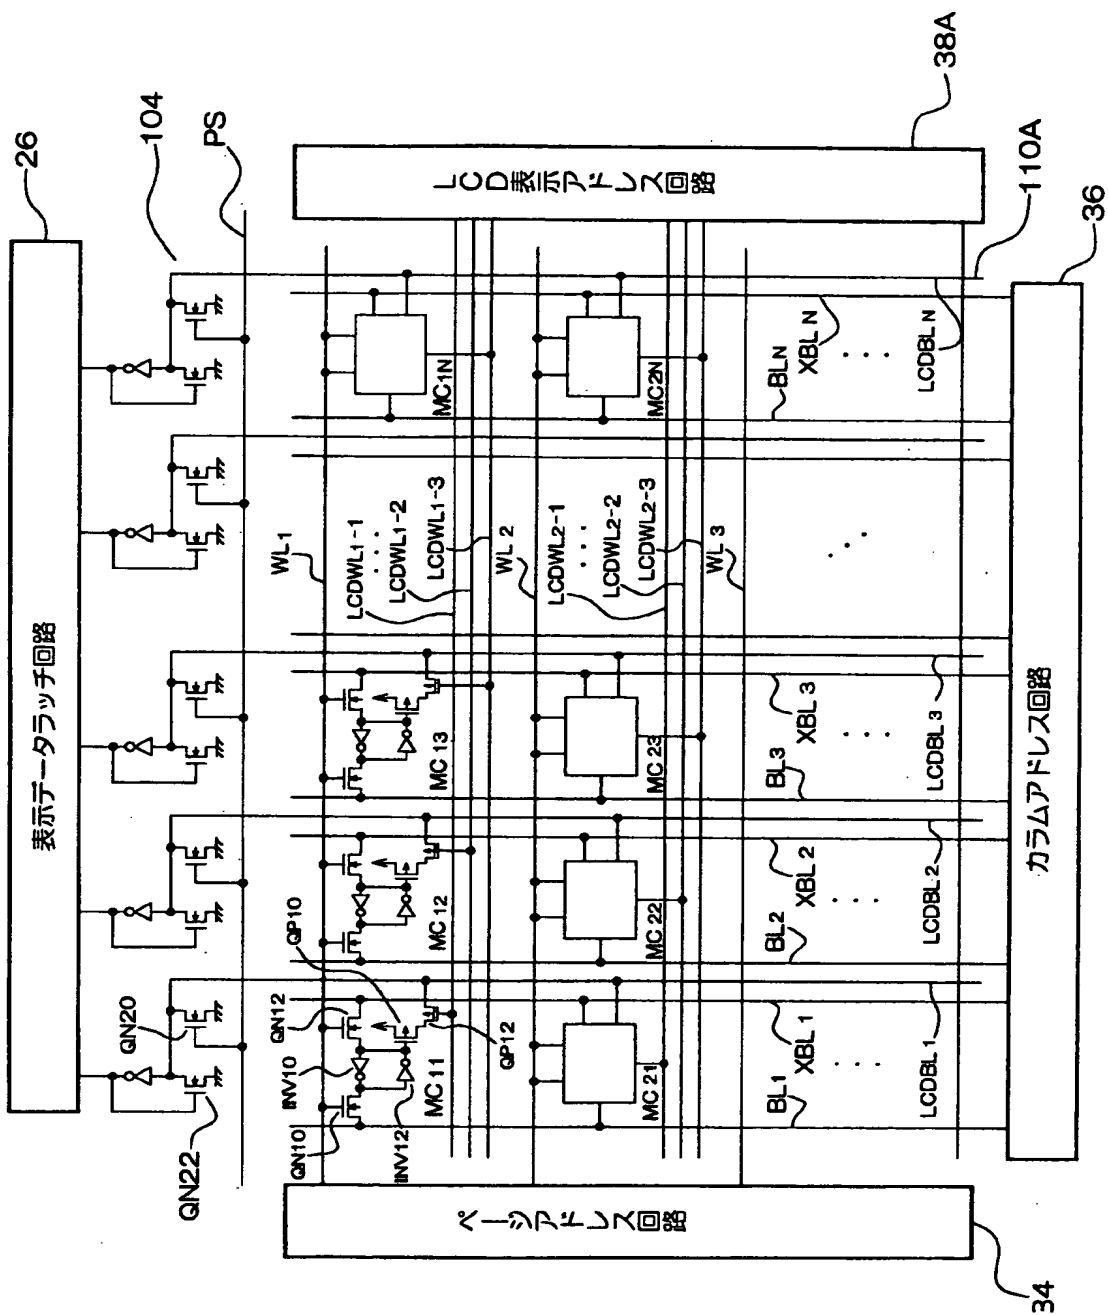 26
表示データラッチ回路
104
PS
QN20
QN22
38A
LCD表示アドレス回路
110A
36
カラムアドレス回路
34
ページアドレス回路
WL1
LCDWL1-1
LCDWL1-2
LCDWL1-3
WL2
LCDWL2-1
LCDWL2-2
LCDWL2-3
WL3
QN10
INV10
QN12
QP10
INV12
MC11
QP12
MC12
MC13
MC1N
MC21
MC22
MC23
MC2N
BL1
XBL1
LCDBL1
BL2
XBL2
LCDBL2
BL3
XBL3
LCDBL3
BLN
XBLN
LCDBLN